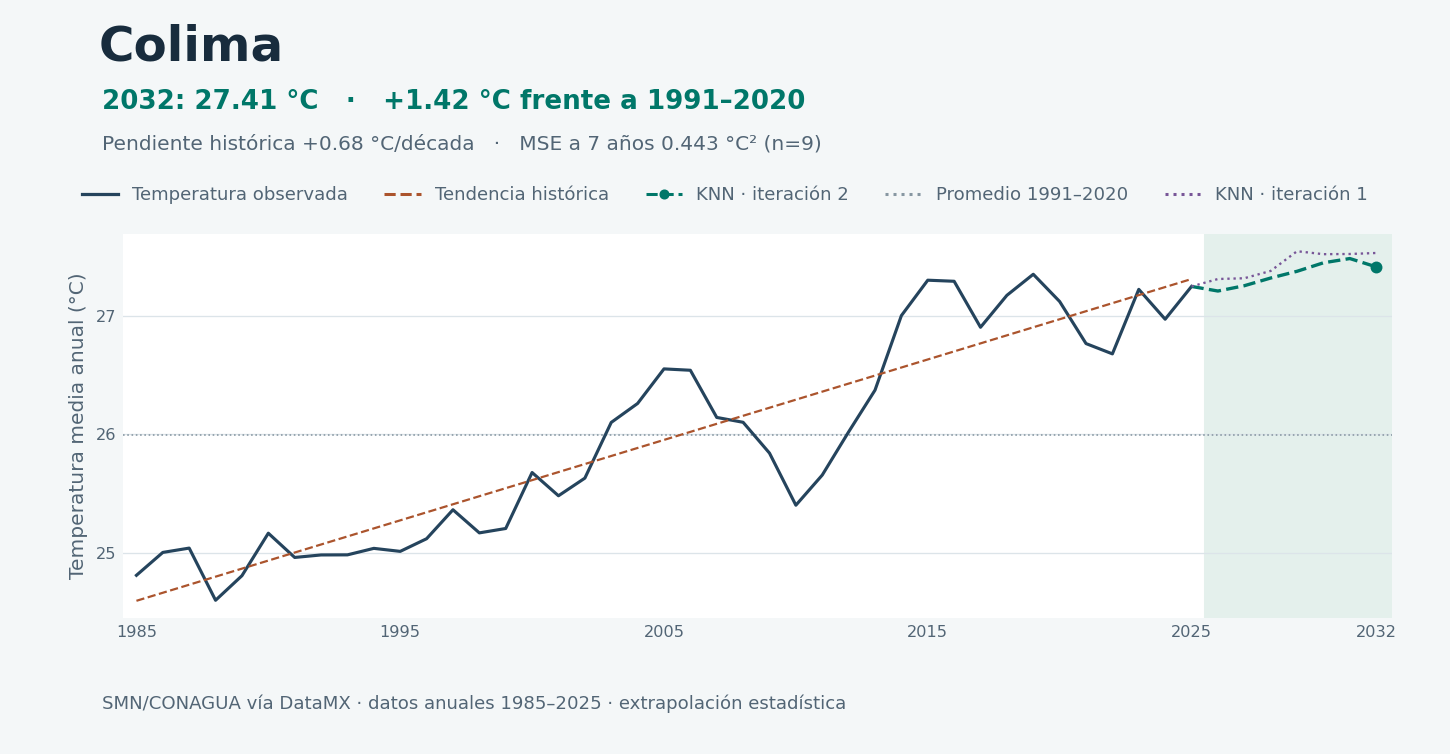 Colima
2032: 27.41 °C · +1.42 °C frente a 1991–2020
Pendiente histórica +0.68 °C/década · MSE a 7 años 0.443 °C² (n=9)
Temperatura observada Tendencia histórica KNN · iteración 2 Promedio 1991–2020 KNN · iteración 1
Temperatura media anual (°C)
27
26
25
1985 1995 2005 2015 2025 2032
SMN/CONAGUA vía DataMX · datos anuales 1985–2025 · extrapolación estadística